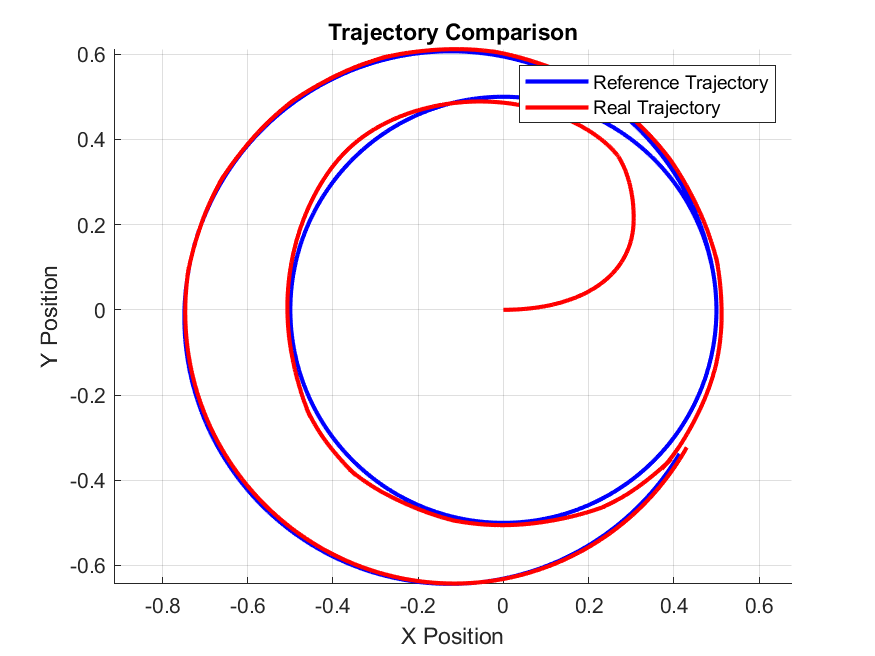 Trajectory Comparison
Reference Trajectory
Real Trajectory
0.6
0.4
0.2
0
-0.2
-0.4
-0.6
Y Position
-0.8 -0.6 -0.4 -0.2 0 0.2 0.4 0.6
X Position